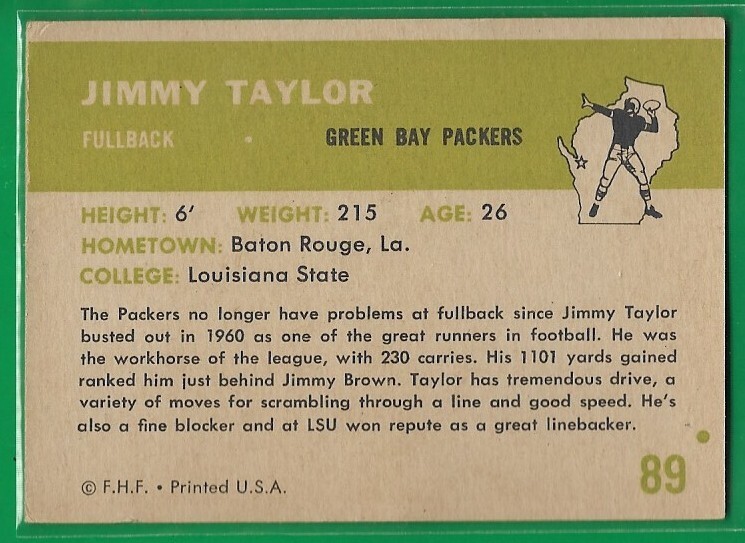 JIMMY TAYLOR
FULLBACK • GREEN BAY PACKERS
HEIGHT: 6' WEIGHT: 215 AGE: 26
HOMETOWN: Baton Rouge, La.
COLLEGE: Louisiana State
The Packers no longer have problems at fullback since Jimmy Taylor
busted out in 1960 as one of the great runners in football. He was
the workhorse of the league, with 230 carries. His 1101 yards gained
ranked him just behind Jimmy Brown. Taylor has tremendous drive, a
variety of moves for scrambling through a line and good speed. He's
also a fine blocker and at LSU won repute as a great linebacker.
89
© F.H.F. • Printed U.S.A.